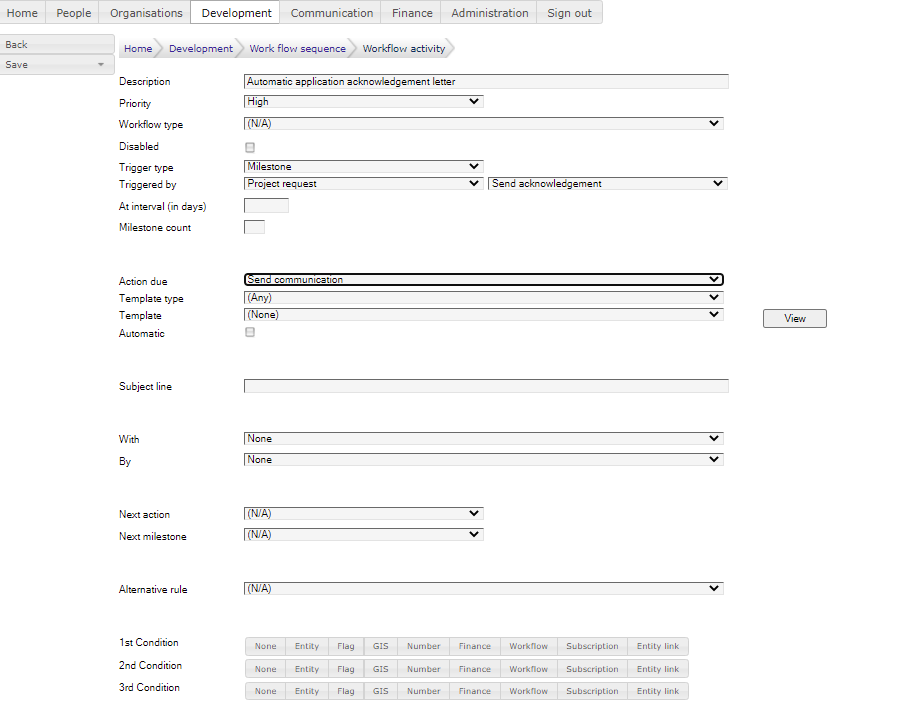 Home People Organisations Development Communication Finance Administration Sign out
Back
Save
Home Development Work flow sequence Workflow activity
Description Automatic application acknowledgement letter
Priority High
Workflow type (N/A)
Disabled
Trigger type Milestone
Triggered by Project request Send acknowledgement
At interval (in days)
Milestone count
Action due Send communication
Template type (Any)
Template (None) View
Automatic
Subject line
With None
By None
Next action (N/A)
Next milestone (N/A)
Alternative rule (N/A)
1st Condition None Entity Flag GIS Number Finance Workflow Subscription Entity link
2nd Condition None Entity Flag GIS Number Finance Workflow Subscription Entity link
3rd Condition None Entity Flag GIS Number Finance Workflow Subscription Entity link